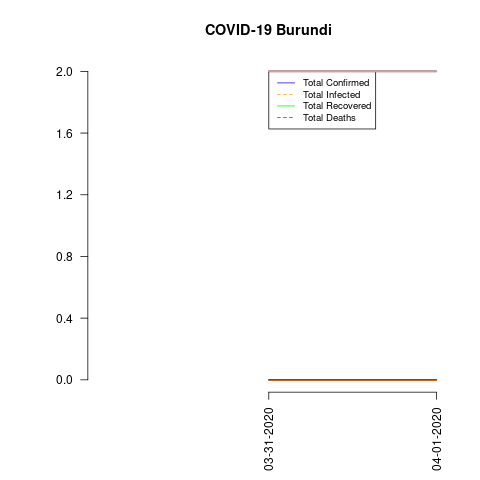 COVID-19 Burundi
2.0
1.6
1.2
0.8
0.4
0.0
Total Confirmed
Total Infected
Total Recovered
Total Deaths
03-31-2020
04-01-2020